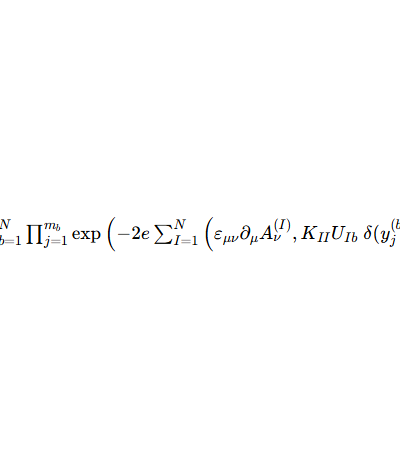 $_{b=1}^{N} \prod_{j=1}^{m_b} \exp \left( -2e \sum_{I=1}^{N} \left( \varepsilon_{\mu\nu} \partial_\mu A_\nu^{(I)}, K_{II} U_{Ib} \; \delta(y_j^{(b}$